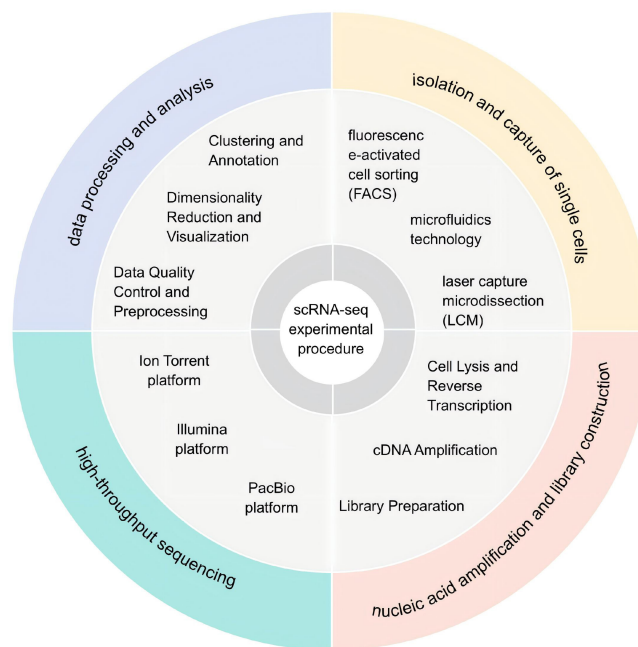 data processing and analysis
isolation and capture of single cells
Clustering and
Annotation
Dimensionality
Reduction and
Visualization
Data Quality
Control and
Preprocessing
fluorescenc
e-activated
cell sorting
(FACS)
microfluidics
technology
laser capture
microdissection
(LCM)
scRNA-seq
experimental
procedure
Ion Torrent
platform
Illumina
platform
PacBio
platform
Cell Lysis and
Reverse
Transcription
cDNA Amplification
Library Preparation
high-throughput sequencing
nucleic acid amplification and library construction